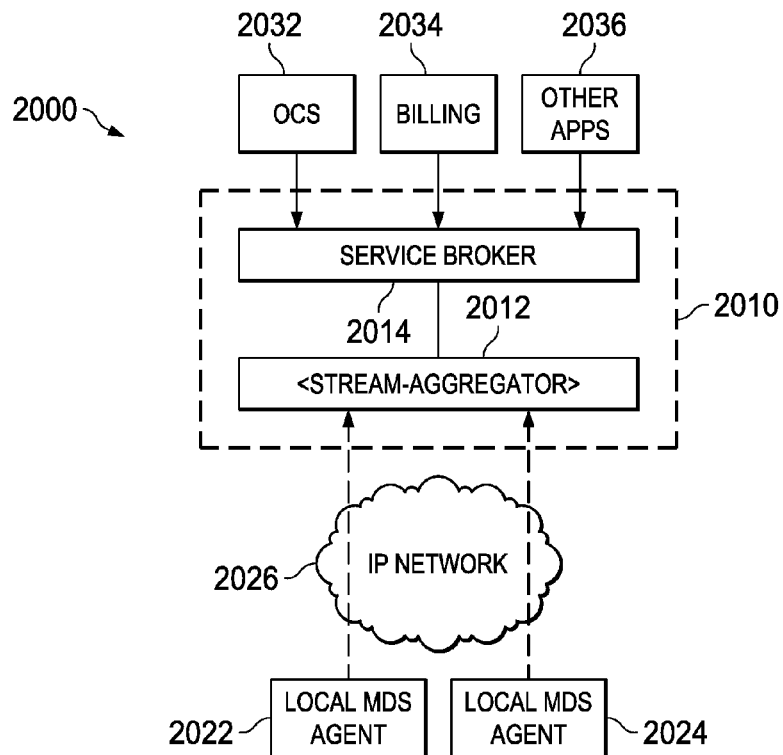 2032
2034
2036
2000
OCS
BILLING
OTHER
APPS
SERVICE BROKER
2014
2012
2010
<STREAM-AGGREGATOR>
IP NETWORK
2026
LOCAL MDS
AGENT
LOCAL MDS
AGENT
2022
2024